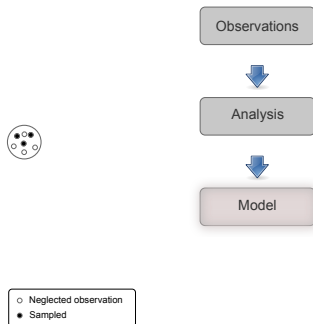 Observations
Analysis
Model
Neglected observation
Sampled